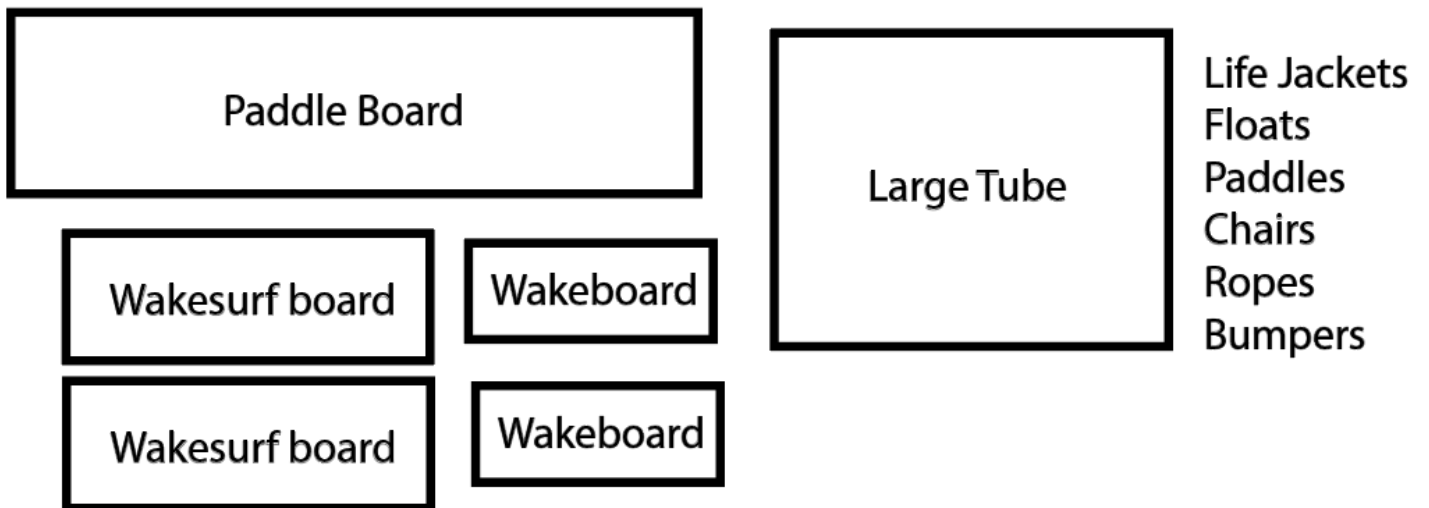 Paddle Board
Wakesurf board
Wakeboard
Wakesurf board
Wakeboard
Large Tube
Life Jackets
Floats
Paddles
Chairs
Ropes
Bumpers